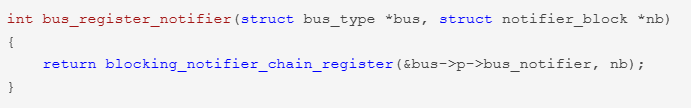 int bus_register_notifier(struct bus_type *bus, struct notifier_block *nb)
{
    return blocking_notifier_chain_register(&bus->p->bus_notifier, nb);
}